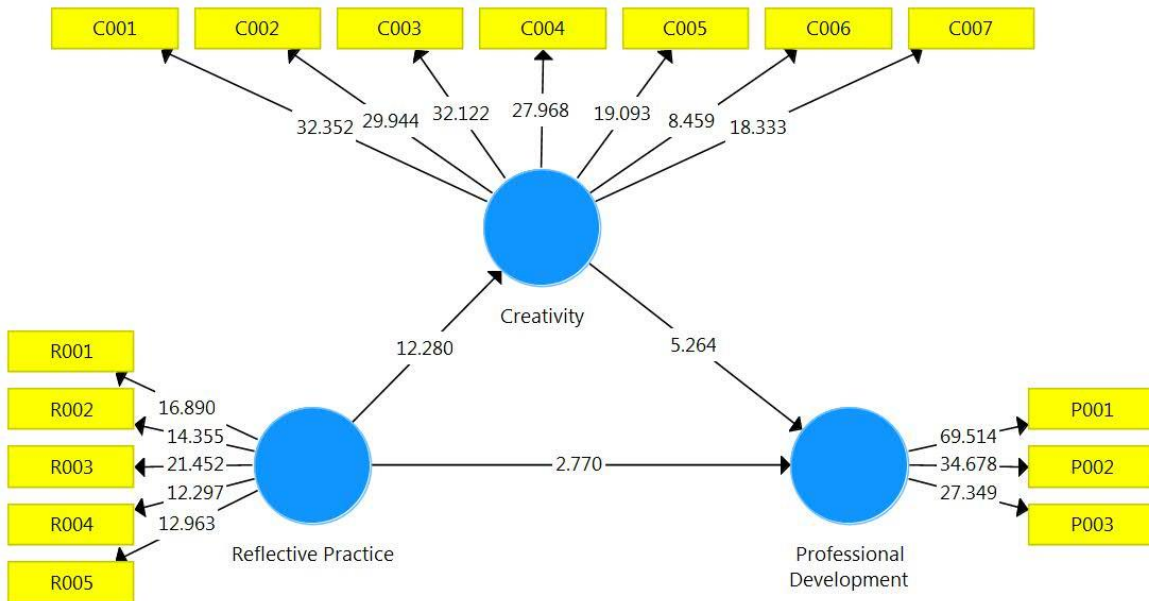 C001
C002
C003
C004
C005
C006
C007
32.352
29.944
32.122
27.968
19.093
8.459
18.333
Creativity
12.280
5.264
R001
R002
R003
R004
R005
16.890
14.355
21.452
12.297
12.963
Reflective Practice
2.770
Professional
Development
69.514
34.678
27.349
P001
P002
P003